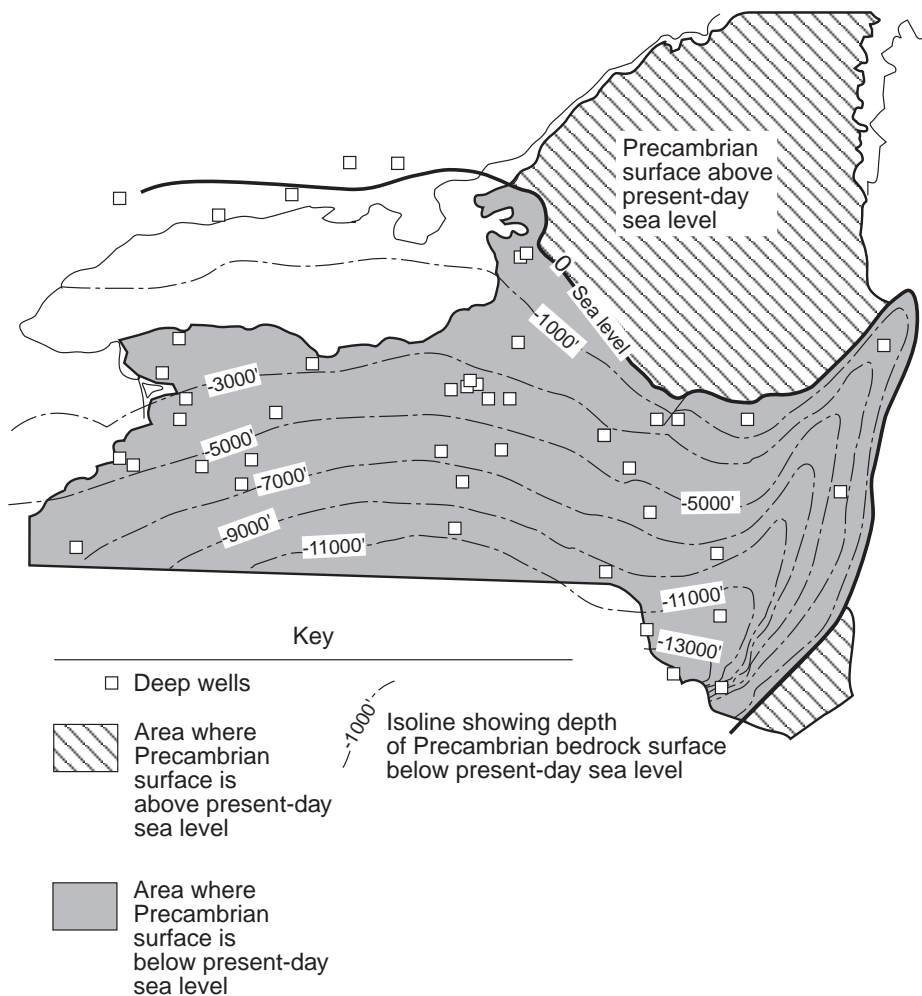 Precambrian
surface above
present-day
sea level
0
Sea level
-1000'
-3000'
-5000'
-7000'
-9000'
-11000'
-5000'
-11000'
-13000'
Key
Deep wells
Area where
Precambrian
surface is
above present-day
sea level
-1000'
Isoline showing depth
of Precambrian bedrock surface
below present-day sea level
Area where
Precambrian
surface is
below present-day
sea level